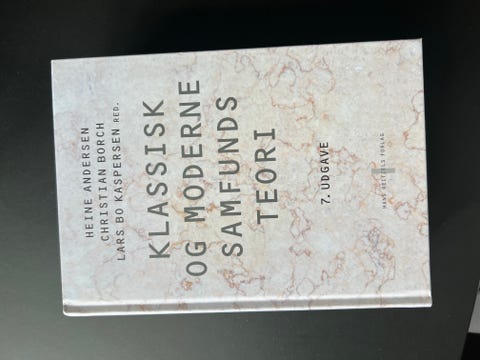 HEINE ANDERSEN
CHRISTIAN BORCH
LARS BO KASPERSEN RED.
KLASSISK
OG MODERNE
SAMFUNDS
TEORI
7. UDGAVE
HANS REITZELS FORLAG